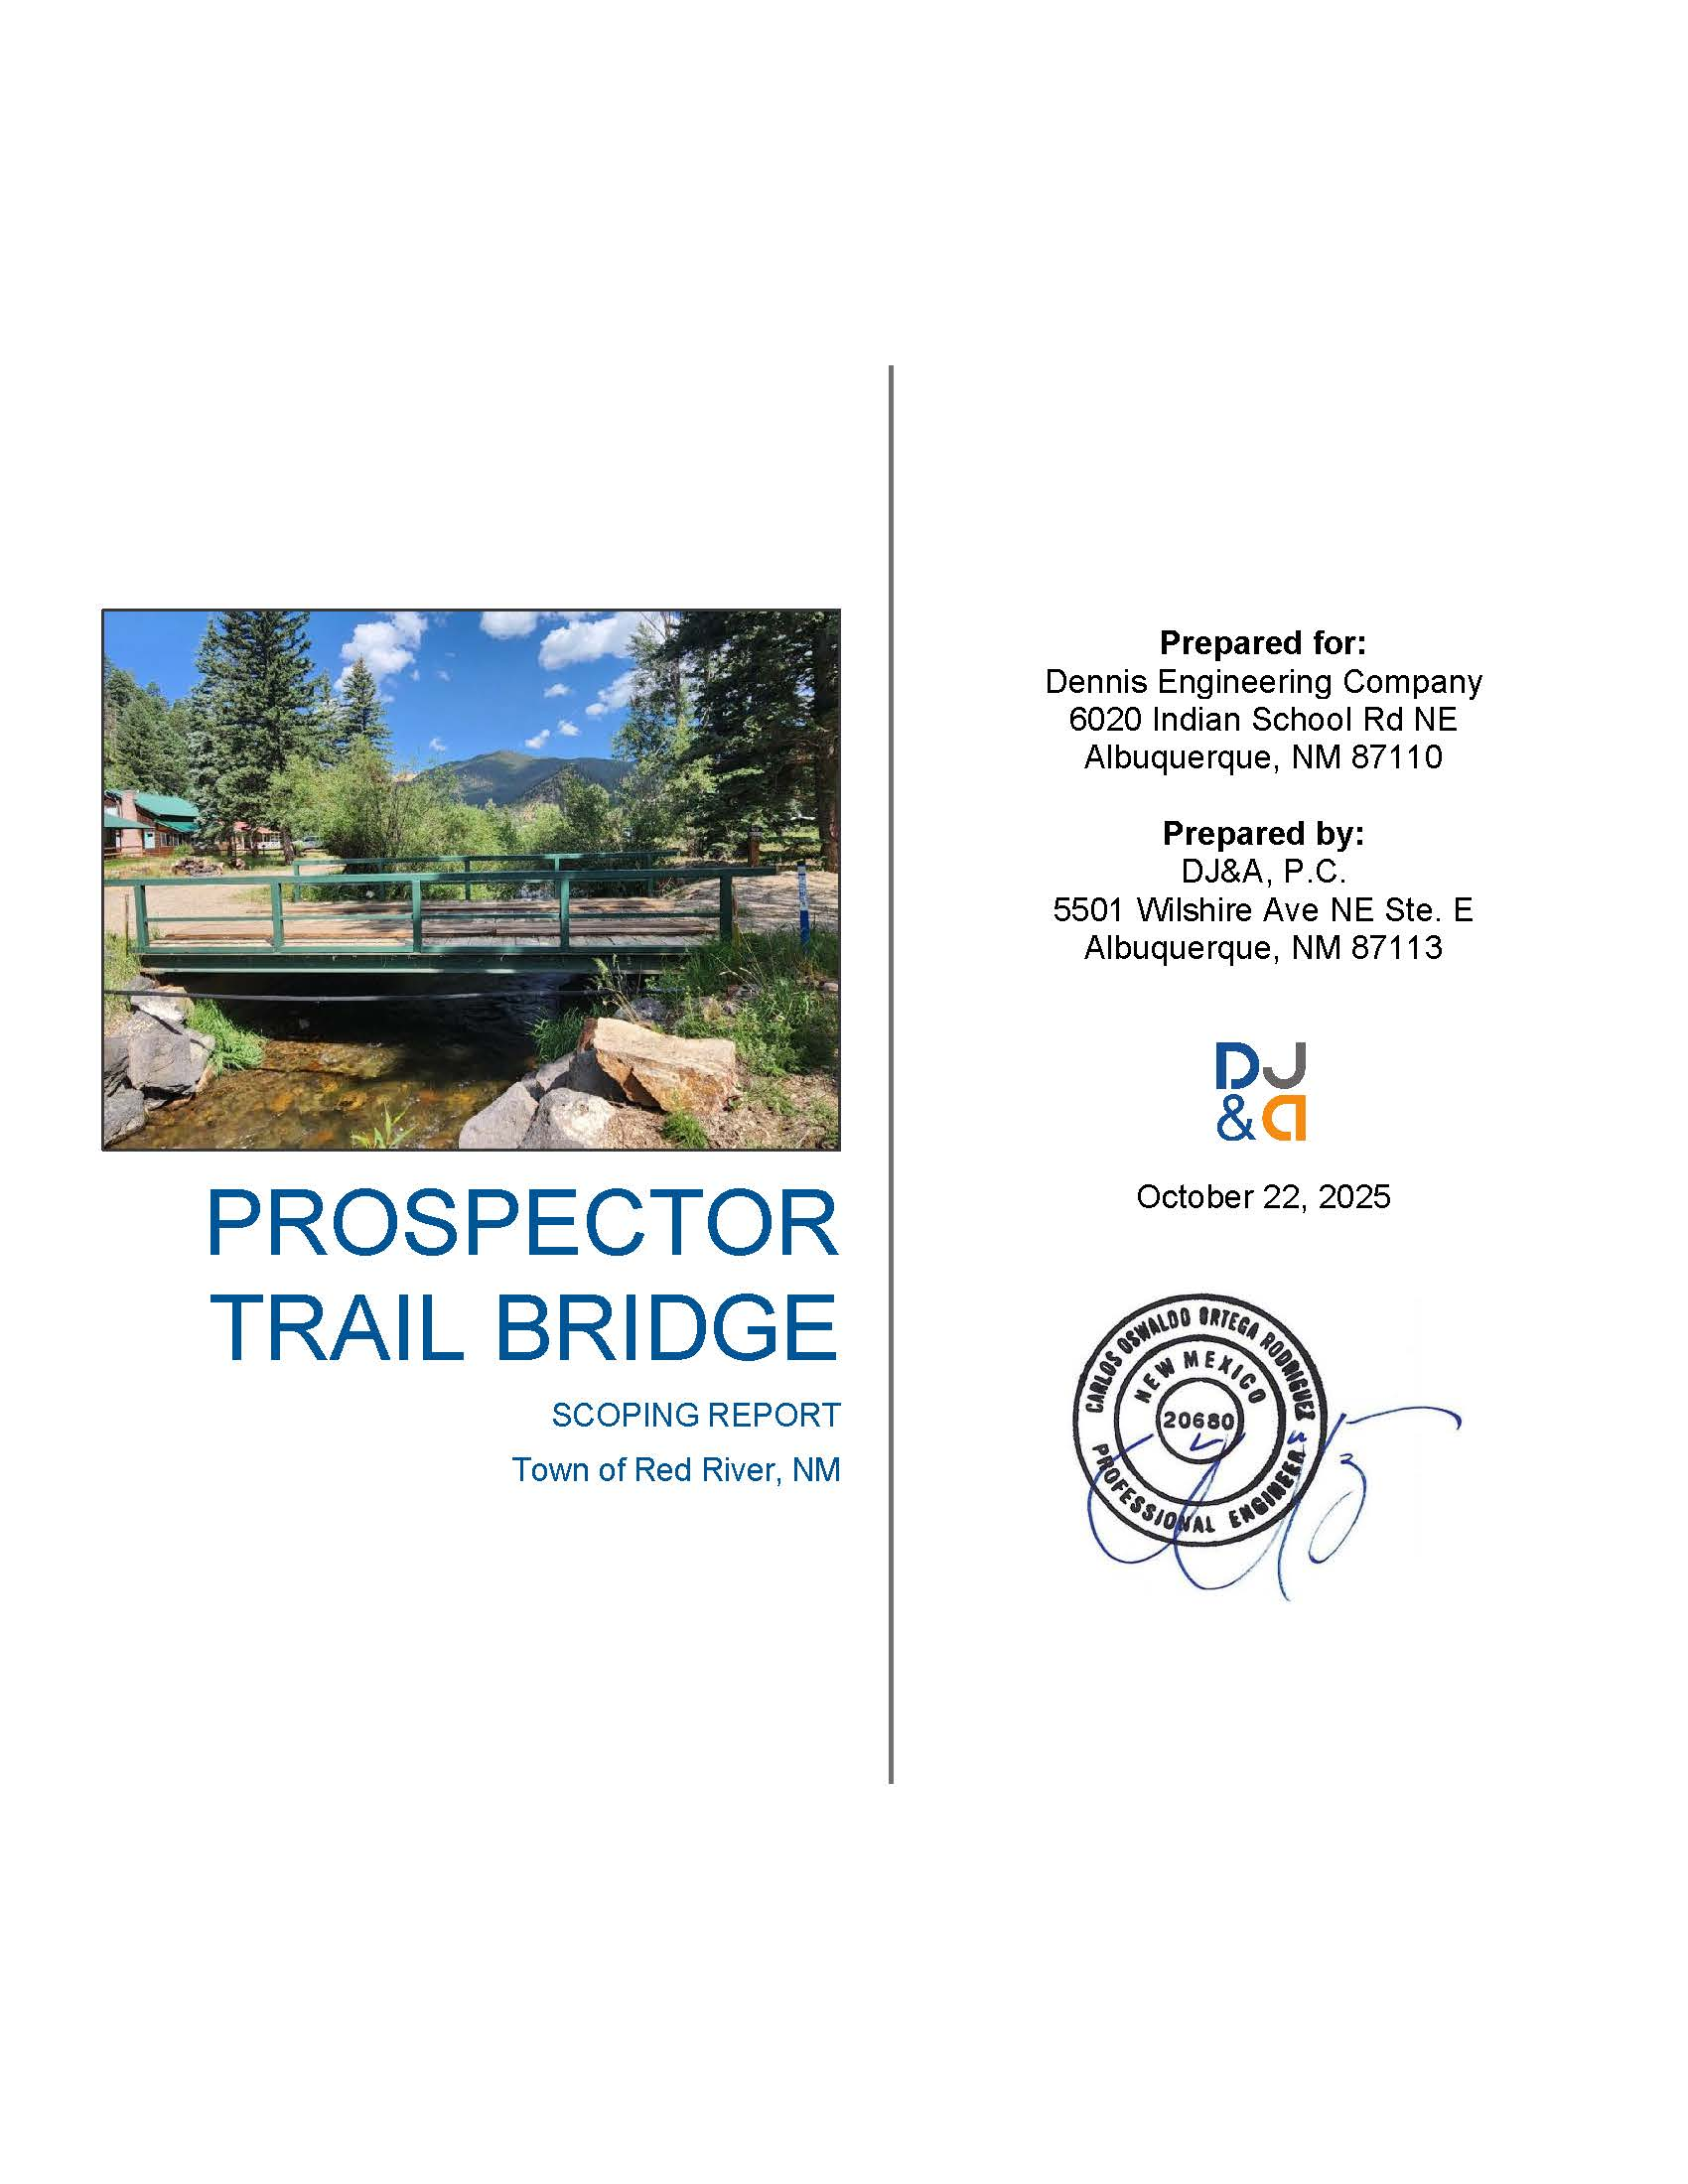 PROSPECTOR
TRAIL BRIDGE
SCOPING REPORT
Town of Red River, NM
Prepared for:
Dennis Engineering Company
6020 Indian School Rd NE
Albuquerque, NM 87110
Prepared by:
DJ&A, P.C.
5501 Wilshire Ave NE Ste. E
Albuquerque, NM 87113
DJ
&A
October 22, 2025
CARLOS OSWALDO ORTEGA RODRIGUEZ
NEW MEXICO
20680
PROFESSIONAL ENGINEER